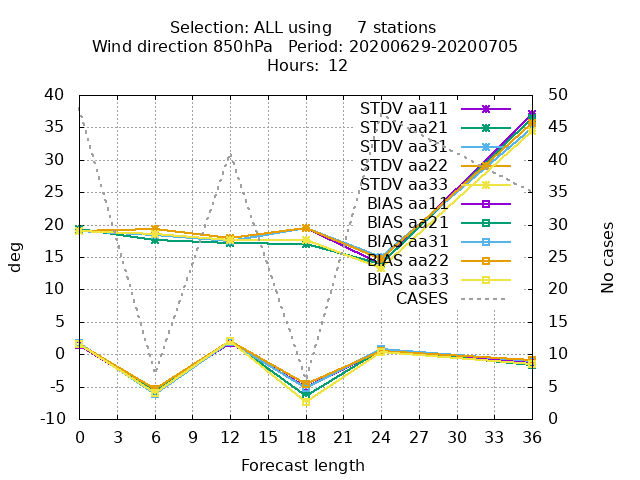 Selection: ALL using     7 stations
Wind direction 850hPa   Period: 20200629-20200705
Hours: 12
40 50
35 45
30 40
25 35
20 30
15 25
10 20
5 15
0 10
-5 5
-10 0
STDV aa11
STDV aa21
STDV aa31
STDV aa22
STDV aa33
BIAS aa11
BIAS aa21
BIAS aa31
BIAS aa22
BIAS aa33
CASES
deg
No cases
0 3 6 9 12 15 18 21 24 27 30 33 36
Forecast length